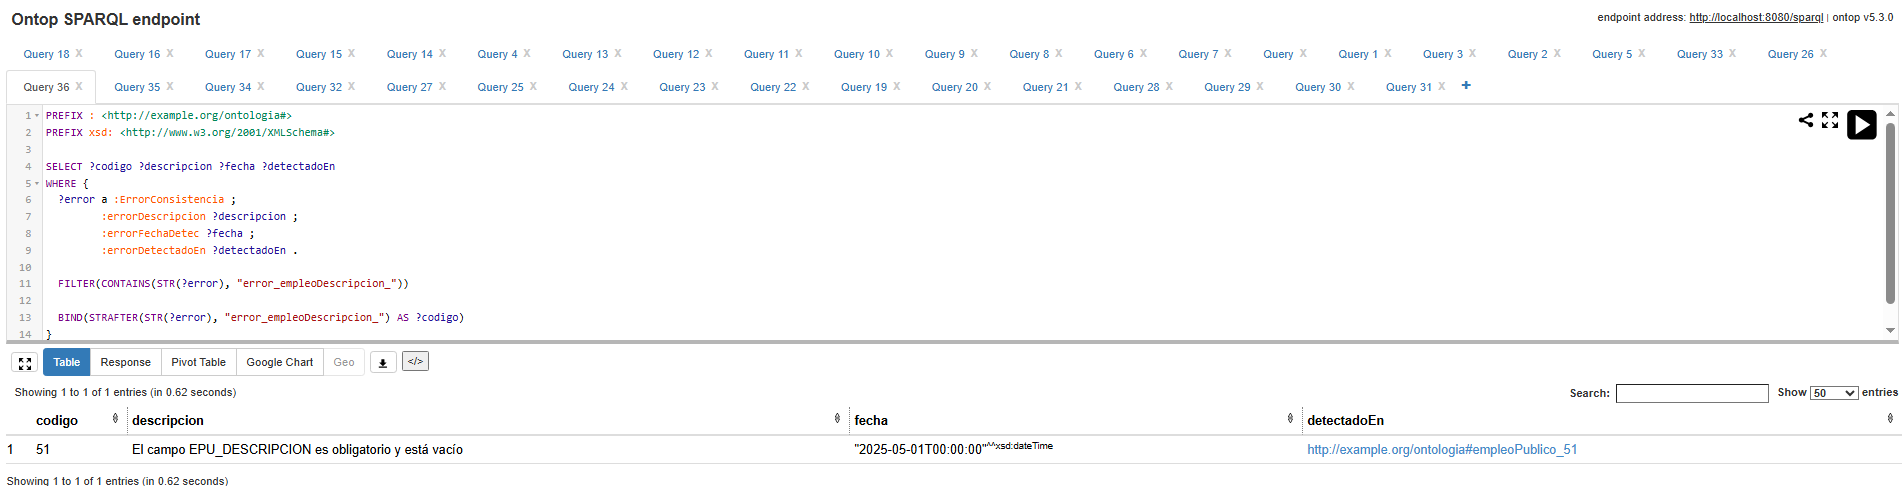 Ontop SPARQL endpoint
endpoint address: http://localhost:8080/sparql | ontop v5.3.0
Query 18 X Query 16 X Query 17 X Query 15 X Query 14 X Query 4 X Query 13 X Query 12 X Query 11 X Query 10 X Query 9 X Query 8 X Query 6 X Query 7 X Query X Query 1 X Query 3 X Query 2 X Query 5 X Query 33 X Query 26 X
Query 36 X Query 35 X Query 34 X Query 32 X Query 27 X Query 25 X Query 24 X Query 23 X Query 22 X Query 19 X Query 20 X Query 21 X Query 28 X Query 29 X Query 30 X Query 31 X +
1 PREFIX : <http://example.org/ontologia#>
2 PREFIX xsd: <http://www.w3.org/2001/XMLSchema#>
3
4 SELECT ?codigo ?descripcion ?fecha ?detectadoEn
5 WHERE {
6 ?error a :ErrorConsistencia ;
7 :errorDescripcion ?descripcion ;
8 :errorFechaDetec ?fecha ;
9 :errorDetectadoEn ?detectadoEn .
10
11 FILTER(CONTAINS(STR(?error), "error_empleoDescripcion_"))
12
13 BIND(STRAFTER(STR(?error), "error_empleoDescripcion_") AS ?codigo)
14 }
Table Response Pivot Table Google Chart Geo </>
Showing 1 to 1 of 1 entries (in 0.62 seconds)
Search: Show 50 entries
codigo descripcion fecha detectadoEn
1 51 El campo EPU_DESCRIPCION es obligatorio y está vacío "2025-05-01T00:00:00"^^xsd:dateTime http://example.org/ontologia#empleoPublico_51
Showing 1 to 1 of 1 entries (in 0.62 seconds)